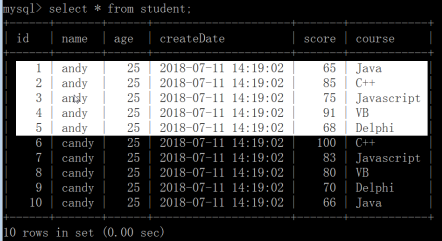 mysql> select * from student;
| id | name | age | createDate | score | course |
| 1 | andy | 25 | 2018-07-11 14:19:02 | 65 | Java |
| 2 | andy | 25 | 2018-07-11 14:19:02 | 85 | C++ |
| 3 | andy | 25 | 2018-07-11 14:19:02 | 75 | Javascript |
| 4 | andy | 25 | 2018-07-11 14:19:02 | 91 | VB |
| 5 | andy | 25 | 2018-07-11 14:19:02 | 68 | Delphi |
| 6 | candy | 25 | 2018-07-11 14:19:02 | 100 | C++ |
| 7 | candy | 25 | 2018-07-11 14:19:02 | 83 | Javascript |
| 8 | candy | 25 | 2018-07-11 14:19:02 | 80 | VB |
| 9 | candy | 25 | 2018-07-11 14:19:02 | 70 | Delphi |
| 10 | candy | 25 | 2018-07-11 14:19:02 | 66 | Java |
10 rows in set (0.00 sec)